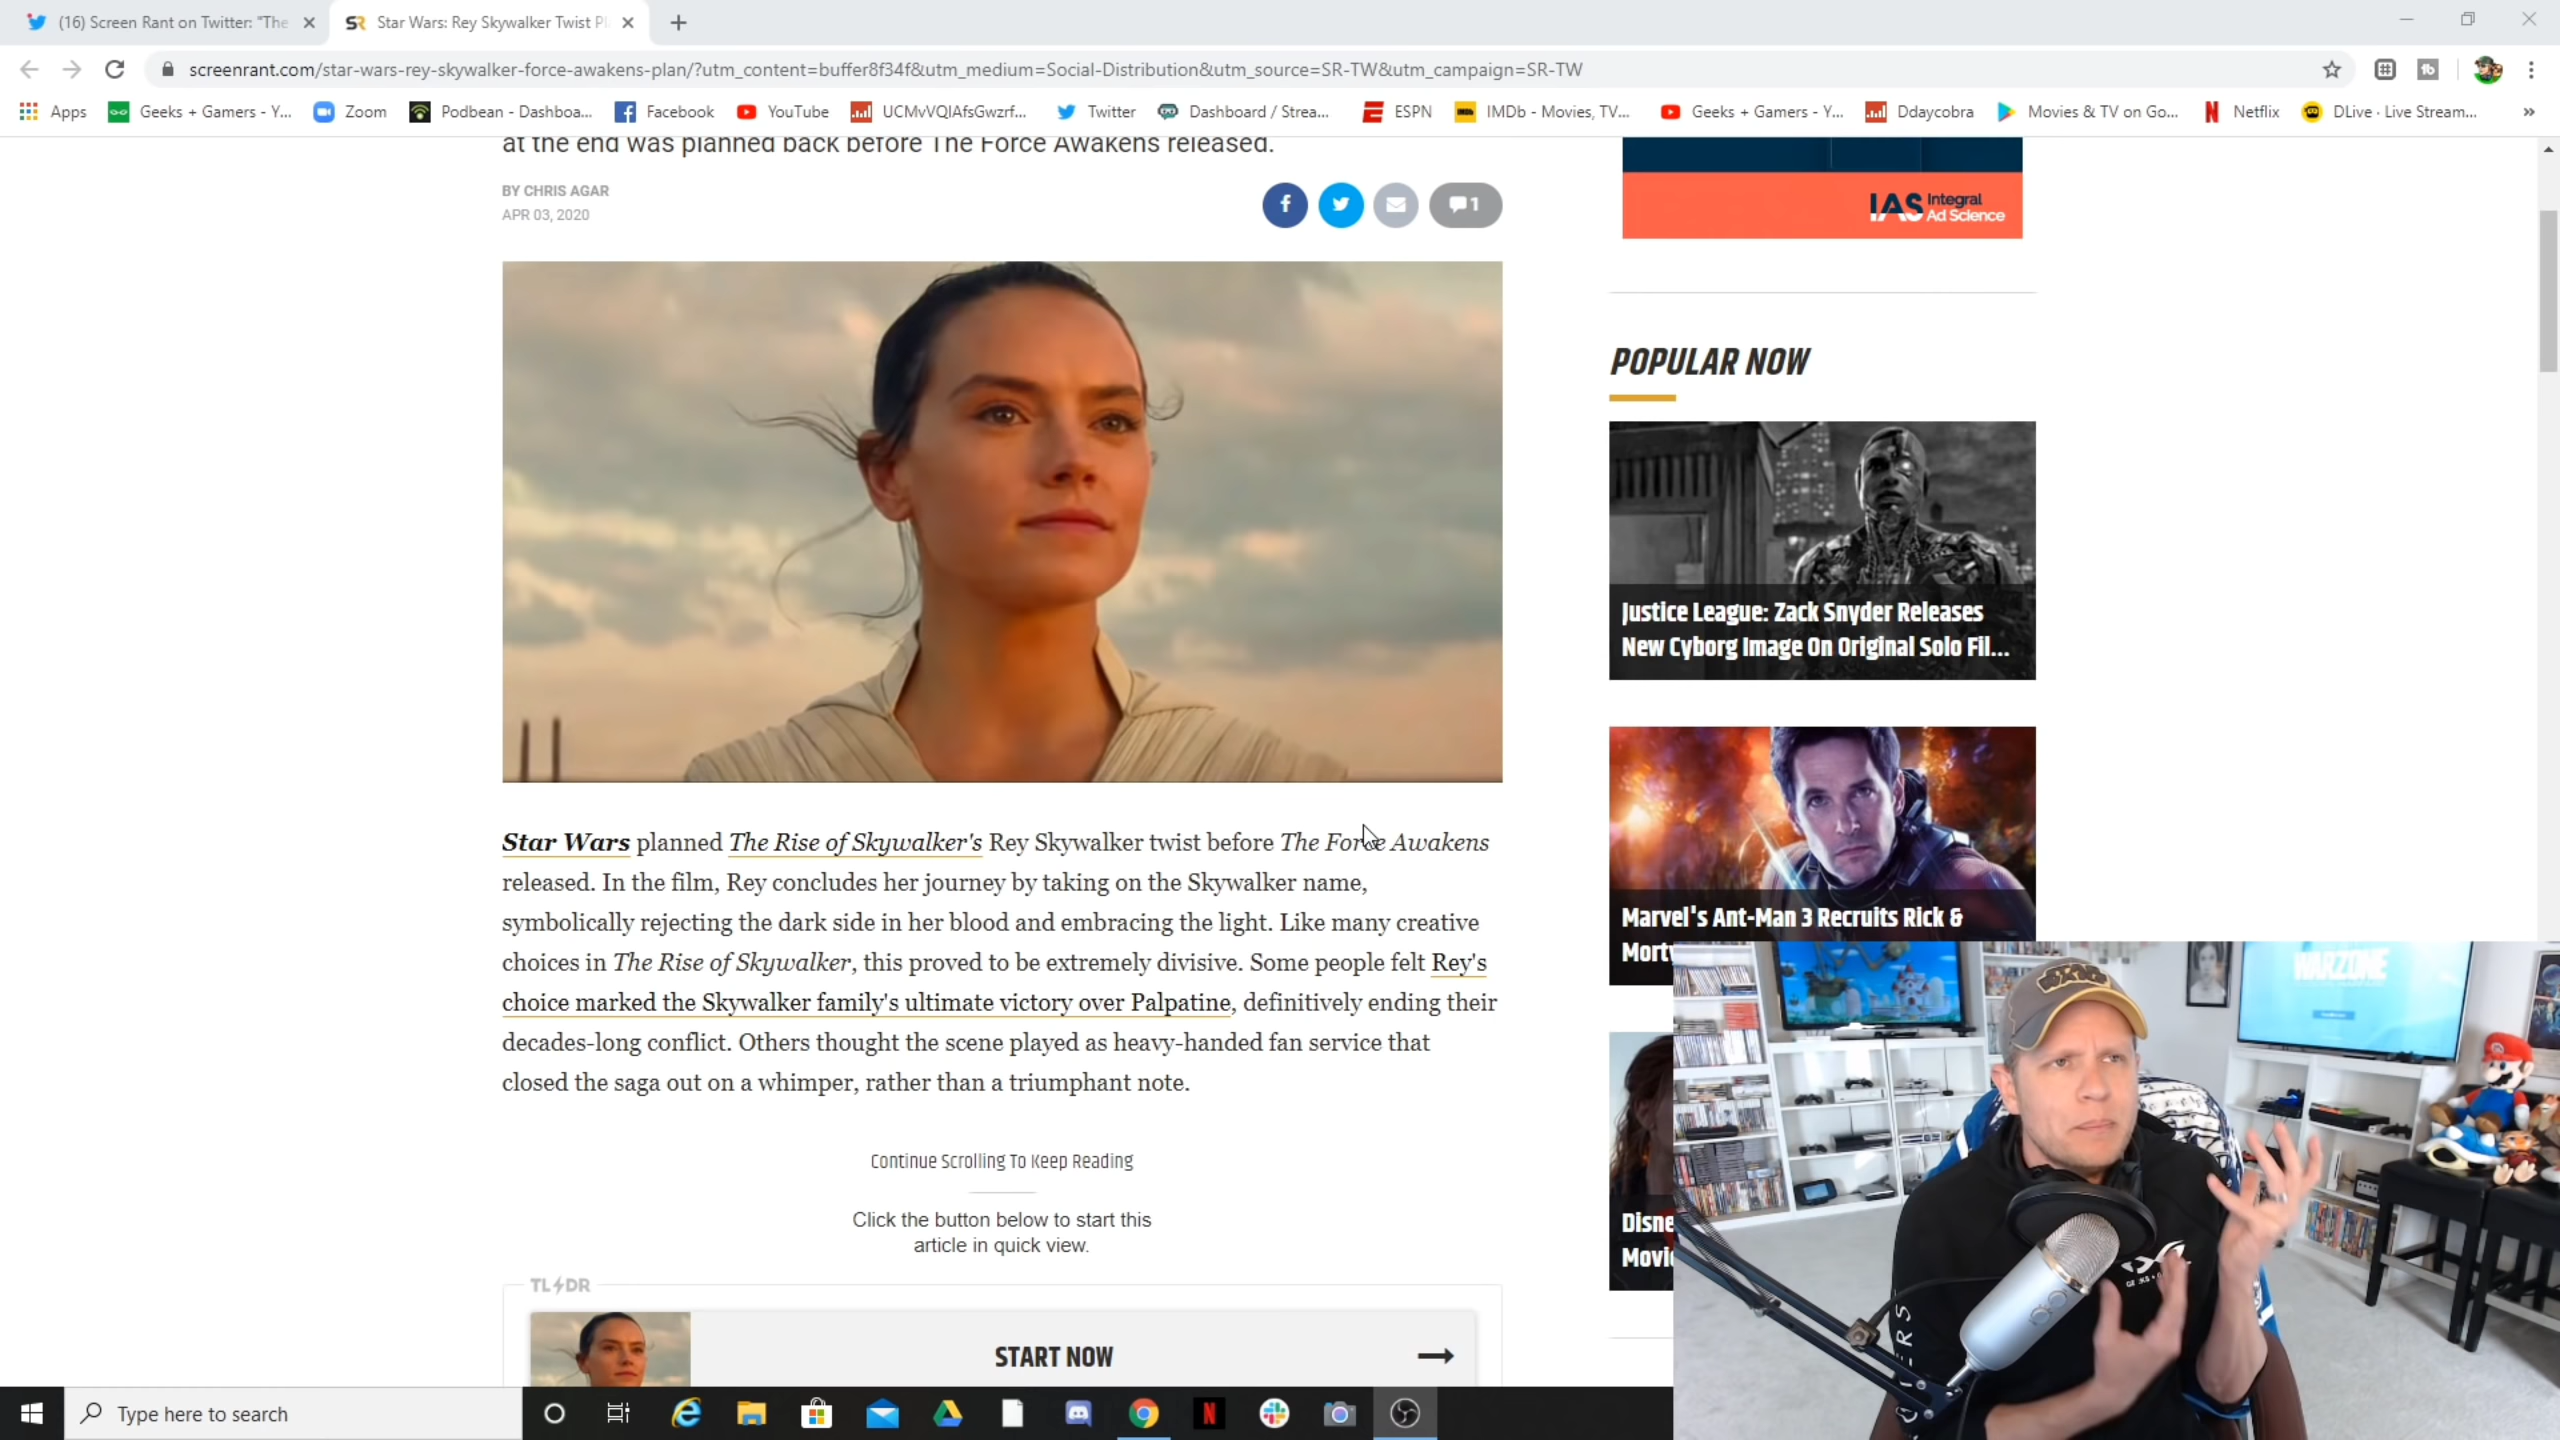 (16) Screen Rant on Twitter: "The
Star Wars: Rey Skywalker Twist Pl
screenrant.com/star-wars-rey-skywalker-force-awakens-plan/?utm_content=buffer8f34f&utm_medium=Social-Distribution&utm_source=SR-TW&utm_campaign=SR-TW
Apps Geeks + Gamers - Y... Zoom Podbean - Dashboa... Facebook YouTube UCMvVQIAfsGwzrf... Twitter Dashboard / Strea... ESPN IMDb - Movies, TV... Geeks + Gamers - Y... Ddaycobra Movies & TV on Go... Netflix DLive · Live Stream... »
at the end was planned back before The Force Awakens released.
BY CHRIS AGAR
APR 03, 2020
1
IAS Integral
Ad Science
POPULAR NOW
Justice League: Zack Snyder Releases
New Cyborg Image On Original Solo Fil...
Marvel's Ant-Man 3 Recruits Rick &
Morty
Disne
Movi
Star Wars planned The Rise of Skywalker's Rey Skywalker twist before The Force Awakens
released. In the film, Rey concludes her journey by taking on the Skywalker name,
symbolically rejecting the dark side in her blood and embracing the light. Like many creative
choices in The Rise of Skywalker, this proved to be extremely divisive. Some people felt Rey's
choice marked the Skywalker family's ultimate victory over Palpatine, definitively ending their
decades-long conflict. Others thought the scene played as heavy-handed fan service that
closed the saga out on a whimper, rather than a triumphant note.
Continue Scrolling To Keep Reading
Click the button below to start this
article in quick view.
TL DR
START NOW
WARZONE
Type here to search